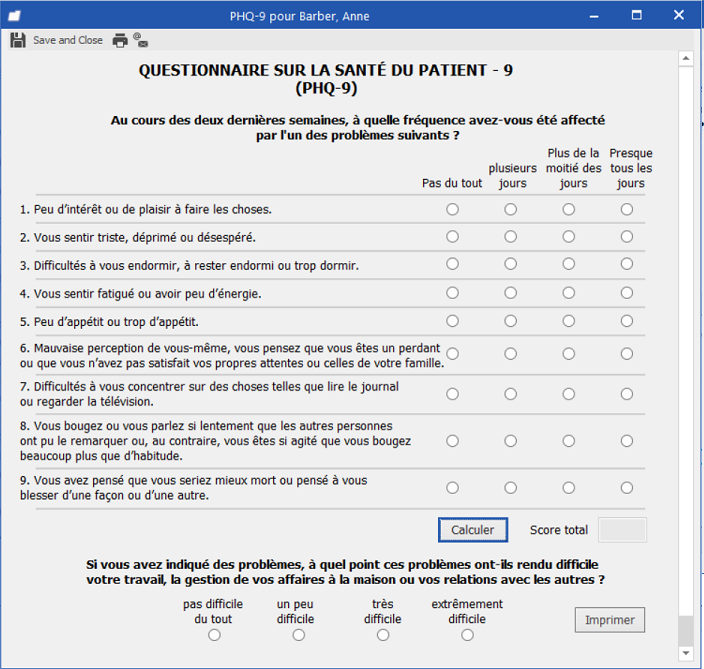 PHQ-9 pour Barber, Anne
Save and Close
QUESTIONNAIRE SUR LA SANTÉ DU PATIENT - 9
(PHQ-9)
Au cours des deux dernières semaines, à quelle fréquence avez-vous été affecté
par l'un des problèmes suivants ?
Pas du tout
plusieurs
jours
Plus de la
moitié des
jours
Presque
tous les
jours
1. Peu d’intérêt ou de plaisir à faire les choses.
2. Vous sentir triste, déprimé ou désespéré.
3. Difficultés à vous endormir, à rester endormi ou trop dormir.
4. Vous sentir fatigué ou avoir peu d’énergie.
5. Peu d’appétit ou trop d’appétit.
6. Mauvaise perception de vous-même, vous pensez que vous êtes un perdant
ou que vous n’avez pas satisfait vos propres attentes ou celles de votre famille.
7. Difficultés à vous concentrer sur des choses telles que lire le journal
ou regarder la télévision.
8. Vous bougez ou vous parlez si lentement que les autres personnes
ont pu le remarquer ou, au contraire, vous êtes si agité que vous bougez
beaucoup plus que d’habitude.
9. Vous avez pensé que vous seriez mieux mort ou pensé à vous
blesser d’une façon ou d’une autre.
Calculer
Score total
Si vous avez indiqué des problèmes, à quel point ces problèmes ont-ils rendu difficile
votre travail, la gestion de vos affaires à la maison ou vos relations avec les autres ?
pas difficile
du tout
un peu
difficile
très
difficile
extrêmement
difficile
Imprimer